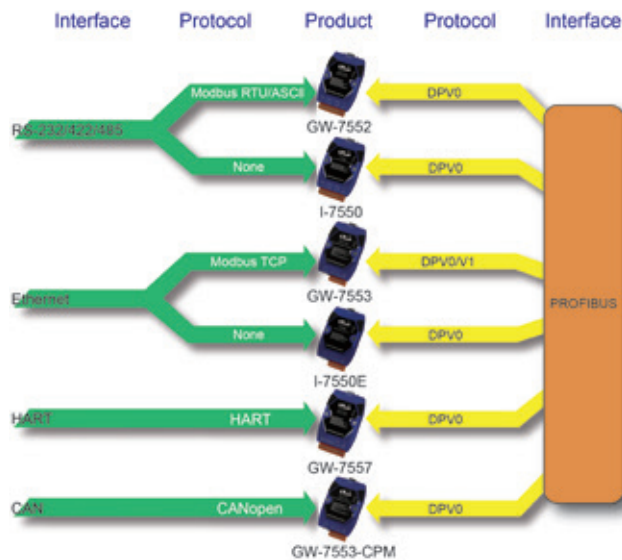 Interface Protocol Product Protocol Interface
Modbus RTU/ASCII DPV0
RS-232/422/485 GW-7552
None DPV0
I-7550
Modbus TCP DPV0/V1
Ethernet GW-7553 PROFIBUS
None DPV0
I-7550E
HART HART DPV0
GW-7557
CAN CANopen DPV0
GW-7553-CPM